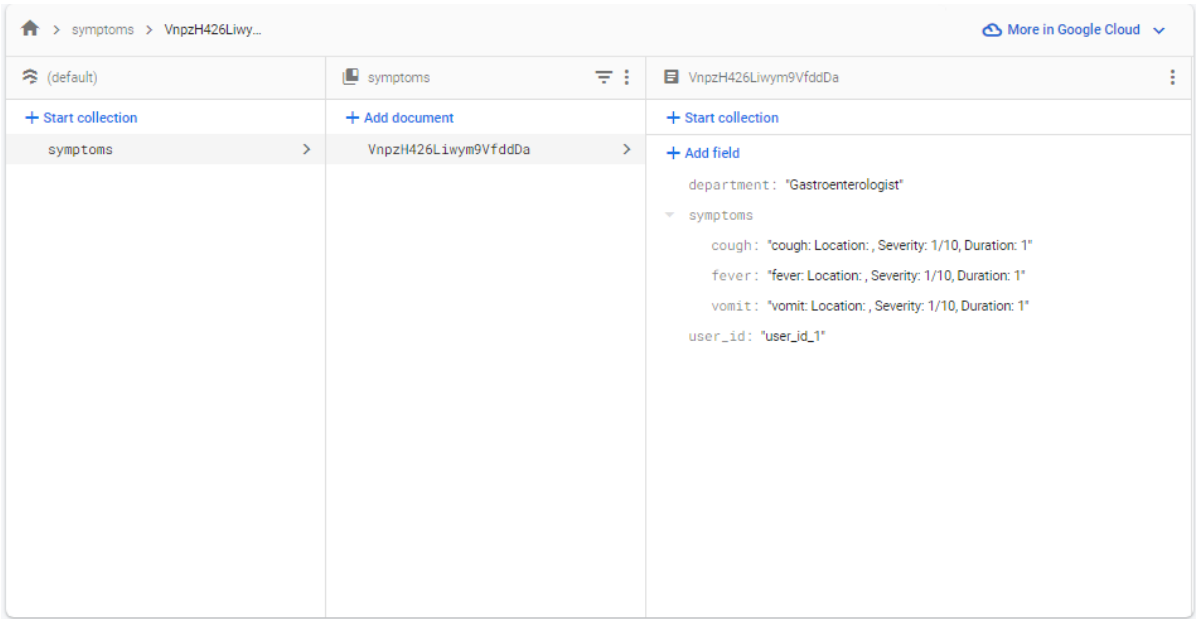 symptoms > VnpzH426Liwy... More in Google Cloud
(default)
symptoms
VnpzH426Liwym9VfddDa
+ Start collection
+ Add document
+ Start collection
symptoms
VnpzH426Liwym9VfddDa
+ Add field
department: "Gastroenterologist"
symptoms
cough: "cough: Location: , Severity: 1/10, Duration: 1"
fever: "fever: Location: , Severity: 1/10, Duration: 1"
vomit: "vomit: Location: , Severity: 1/10, Duration: 1"
user_id: "user_id_1"